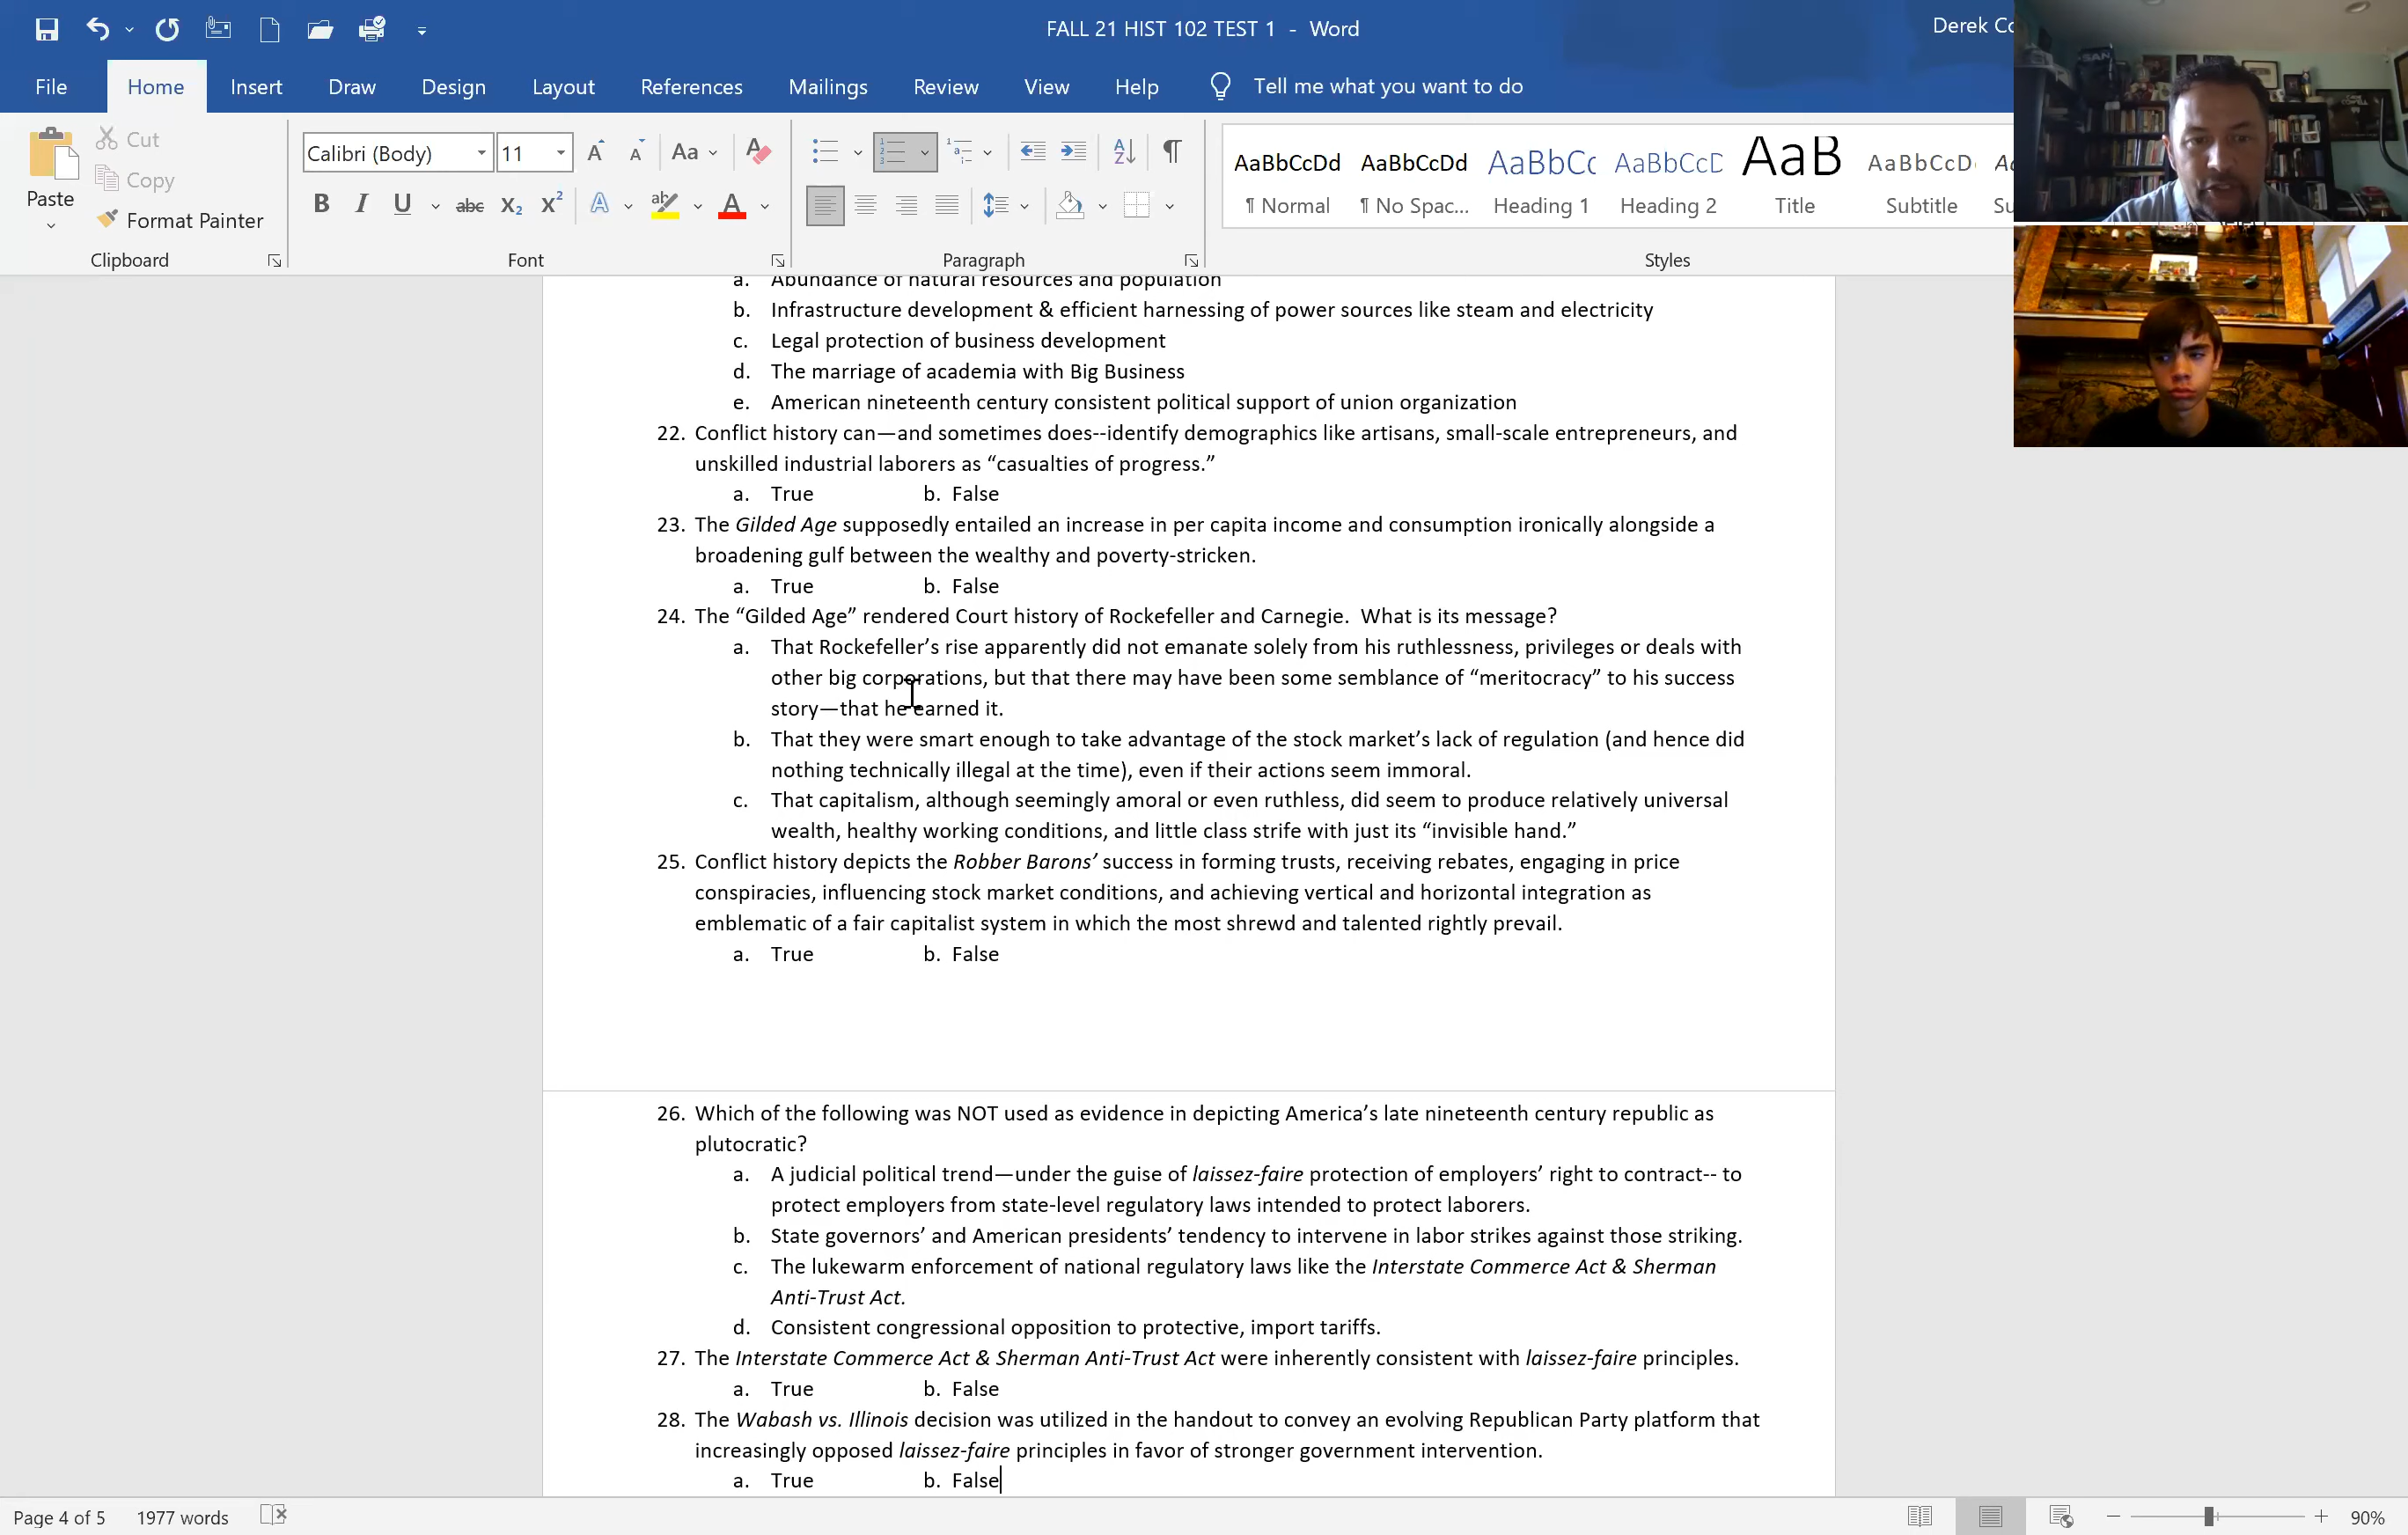 FALL 21 HIST 102 TEST 1 - Word
Derek
File Home Insert Draw Design Layout References Mailings Review View Help Tell me what you want to do
Paste
Cut
Copy
Format Painter
Clipboard
Calibri (Body) 11
Font
Paragraph
AaBbCcDd AaBbCcDd AaBbCc AaBbCcD AaB AaBbCcD
¶ Normal ¶ No Spac... Heading 1 Heading 2 Title Subtitle
Styles
a. Abundance of natural resources and population
b. Infrastructure development & efficient harnessing of power sources like steam and electricity
c. Legal protection of business development
d. The marriage of academia with Big Business
e. American nineteenth century consistent political support of union organization
22. Conflict history can—and sometimes does--identify demographics like artisans, small-scale entrepreneurs, and
unskilled industrial laborers as “casualties of progress.”
a. True b. False
23. The Gilded Age supposedly entailed an increase in per capita income and consumption ironically alongside a
broadening gulf between the wealthy and poverty-stricken.
a. True b. False
24. The “Gilded Age” rendered Court history of Rockefeller and Carnegie. What is its message?
a. That Rockefeller’s rise apparently did not emanate solely from his ruthlessness, privileges or deals with
other big corporations, but that there may have been some semblance of “meritocracy” to his success
story—that he earned it.
b. That they were smart enough to take advantage of the stock market’s lack of regulation (and hence did
nothing technically illegal at the time), even if their actions seem immoral.
c. That capitalism, although seemingly amoral or even ruthless, did seem to produce relatively universal
wealth, healthy working conditions, and little class strife with just its “invisible hand.”
25. Conflict history depicts the Robber Barons’ success in forming trusts, receiving rebates, engaging in price
conspiracies, influencing stock market conditions, and achieving vertical and horizontal integration as
emblematic of a fair capitalist system in which the most shrewd and talented rightly prevail.
a. True b. False
26. Which of the following was NOT used as evidence in depicting America’s late nineteenth century republic as
plutocratic?
a. A judicial political trend—under the guise of laissez-faire protection of employers’ right to contract-- to
protect employers from state-level regulatory laws intended to protect laborers.
b. State governors’ and American presidents’ tendency to intervene in labor strikes against those striking.
c. The lukewarm enforcement of national regulatory laws like the Interstate Commerce Act & Sherman
Anti-Trust Act.
d. Consistent congressional opposition to protective, import tariffs.
27. The Interstate Commerce Act & Sherman Anti-Trust Act were inherently consistent with laissez-faire principles.
a. True b. False
28. The Wabash vs. Illinois decision was utilized in the handout to convey an evolving Republican Party platform that
increasingly opposed laissez-faire principles in favor of stronger government intervention.
a. True b. False
Page 4 of 5 1977 words 90%